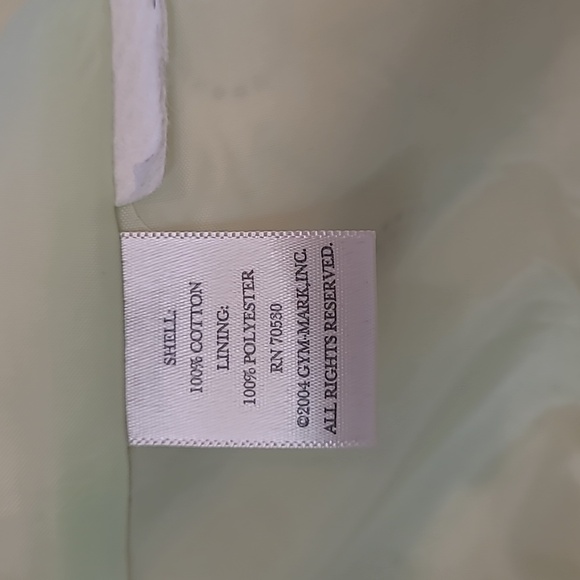 SHELL:
100% COTTON
LINING:
100% POLYESTER
RN 70530
©2004 GYM-MARK,INC.
ALL RIGHTS RESERVED.